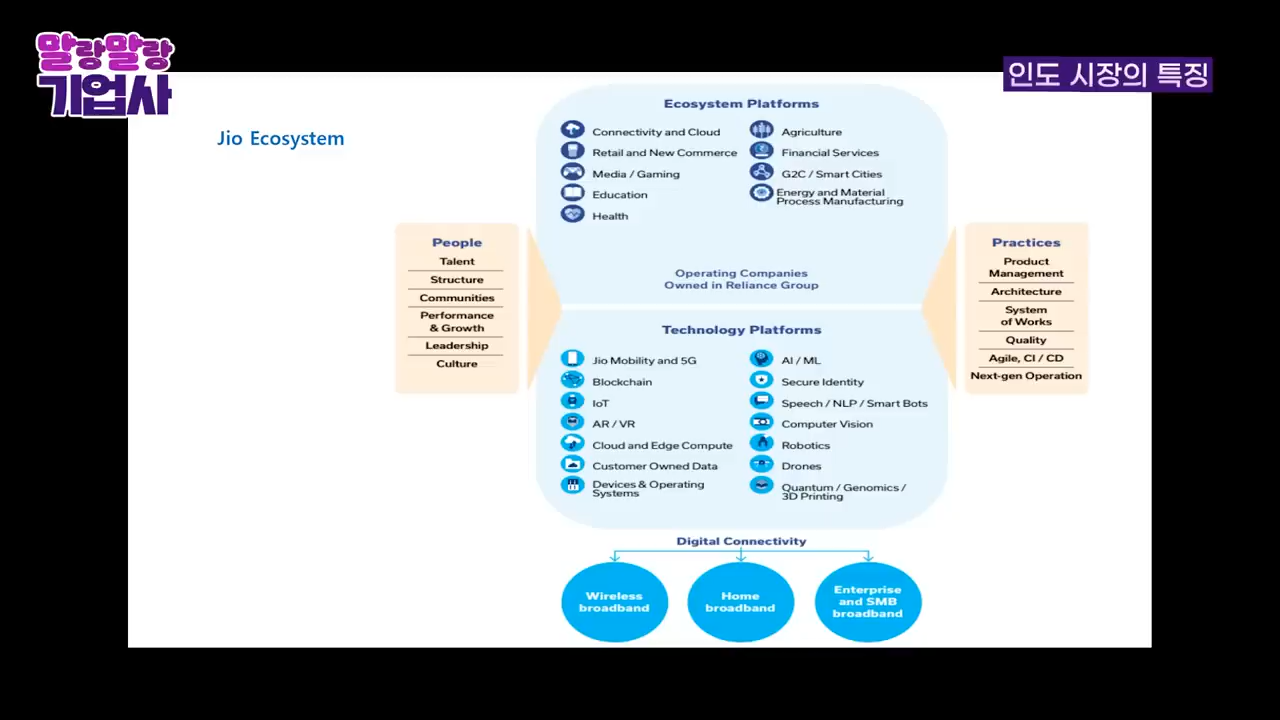 말랑말랑
기업사
인도 시장의 특징
Jio Ecosystem
Ecosystem Platforms
Connectivity and Cloud
Retail and New Commerce
Media / Gaming
Education
Health
Agriculture
Financial Services
G2C / Smart Cities
Energy and Material
Process Manufacturing
Operating Companies
Owned in Reliance Group
People
Talent
Structure
Communities
Performance
& Growth
Leadership
Culture
Practices
Product
Management
Architecture
System
of Works
Quality
Agile, CI / CD
Next-gen Operation
Technology Platforms
Jio Mobility and 5G
Blockchain
IoT
AR / VR
Cloud and Edge Compute
Customer Owned Data
Devices & Operating
Systems
AI / ML
Secure Identity
Speech / NLP / Smart Bots
Computer Vision
Robotics
Drones
Quantum / Genomics /
3D Printing
Digital Connectivity
Wireless
broadband
Home
broadband
Enterprise
and SMB
broadband